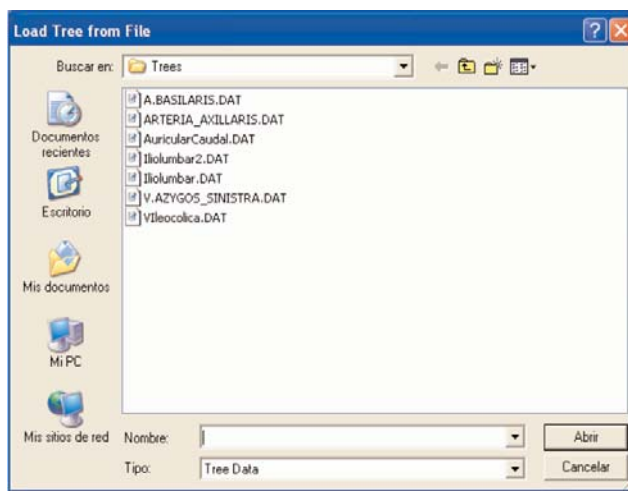 Load Tree from File
Buscar en: Trees
Documentos recientes
Escritorio
Mis documentos
Mi PC
Mis sitios de red
A.BASILARIS.DAT
ARTERIA_AXILLARIS.DAT
AuricularCaudal.DAT
Iliolumbar2.DAT
Iliolumbar.DAT
V.AZYGOS_SINISTRA.DAT
VIleocolica.DAT
Nombre:
Abrir
Tipo: Tree Data
Cancelar